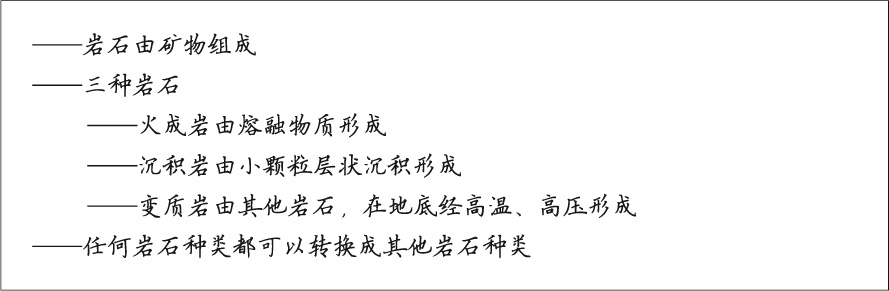 ——岩石由矿物组成
——三种岩石
——火成岩由熔融物质形成
——沉积岩由小颗粒层状沉积形成
——变质岩由其他岩石，在地底经高温、高压形成
——任何岩石种类都可以转换成其他岩石种类